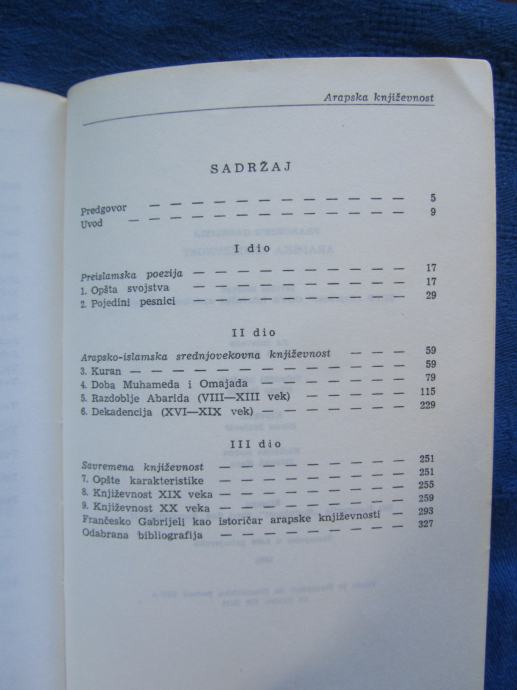 Arapska književnost
SADRŽAJ
Predgovor — — — — — — — — — — — 5
Uvod — — — — — — — — — — — — 9
I dio
Preislamska poezija — — — — — — — — — 17
1. Opšta svojstva — — — — — — — — — — 17
2. Pojedini pesnici — — — — — — — — — — 29
II dio
Arapsko-islamska srednjovekovna književnost — — — 59
3. Kuran — — — — — — — — — — — — 59
4. Doba Muhameda i Omajada — — — — — — — 79
5. Razdoblje Abarida (VIII—XIII vek) — — — — — 115
6. Dekadencija (XVI—XIX vek) — — — — — — — 229
III dio
Savremena književnost — — — — — — — — 251
7. Opšte karakteristike — — — — — — — — 251
8. Književnost XIX veka — — — — — — — — 255
9. Književnost XX veka — — — — — — — — 259
Frančesko Gabrijeli kao istoričar arapske književnosti — 293
Odabrana bibliografija — — — — — — — — 327